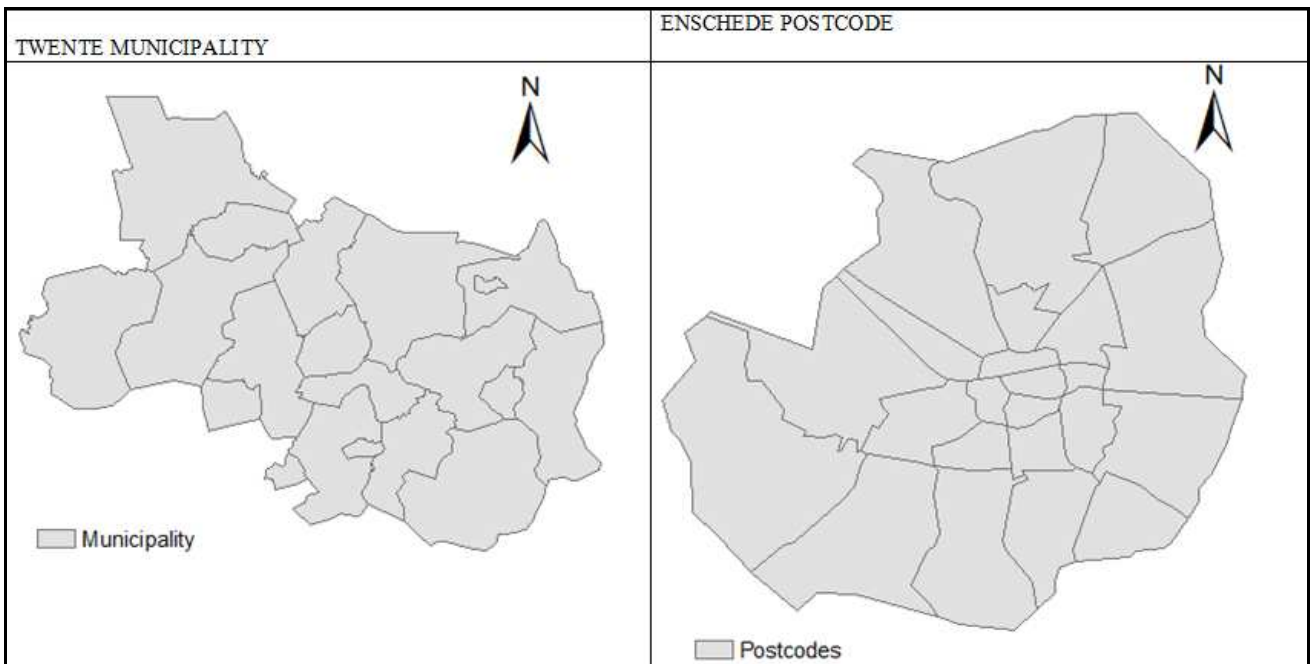 TWENTE MUNICIPALITY
ENSCHEDE POSTCODE
N
Municipality
N
Postcodes